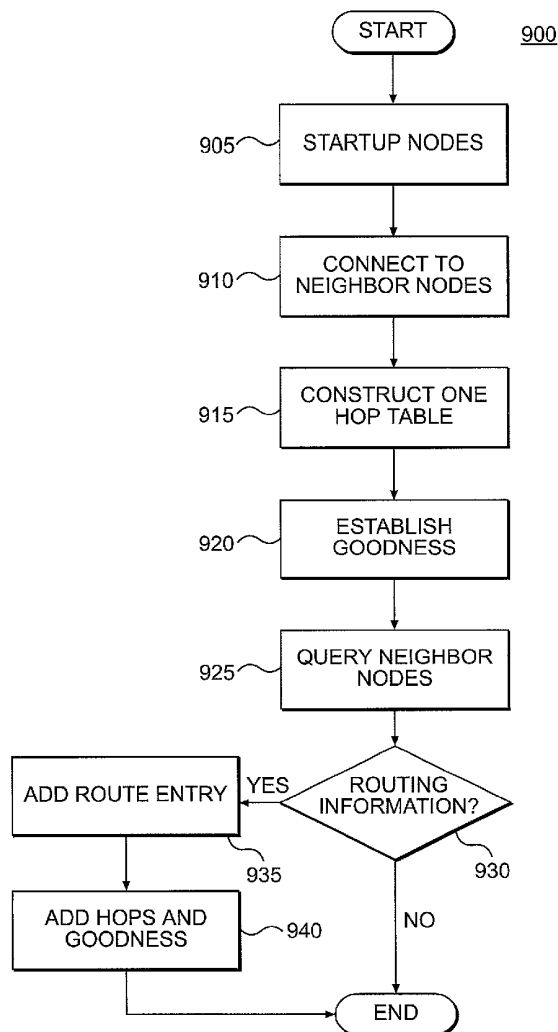 START
900
905
STARTUP NODES
910
CONNECT TO
NEIGHBOR NODES
915
CONSTRUCT ONE
HOP TABLE
920
ESTABLISH
GOODNESS
925
QUERY NEIGHBOR
NODES
ADD ROUTE ENTRY
YES
ROUTING
INFORMATION?
935
930
ADD HOPS AND
GOODNESS
940
NO
END